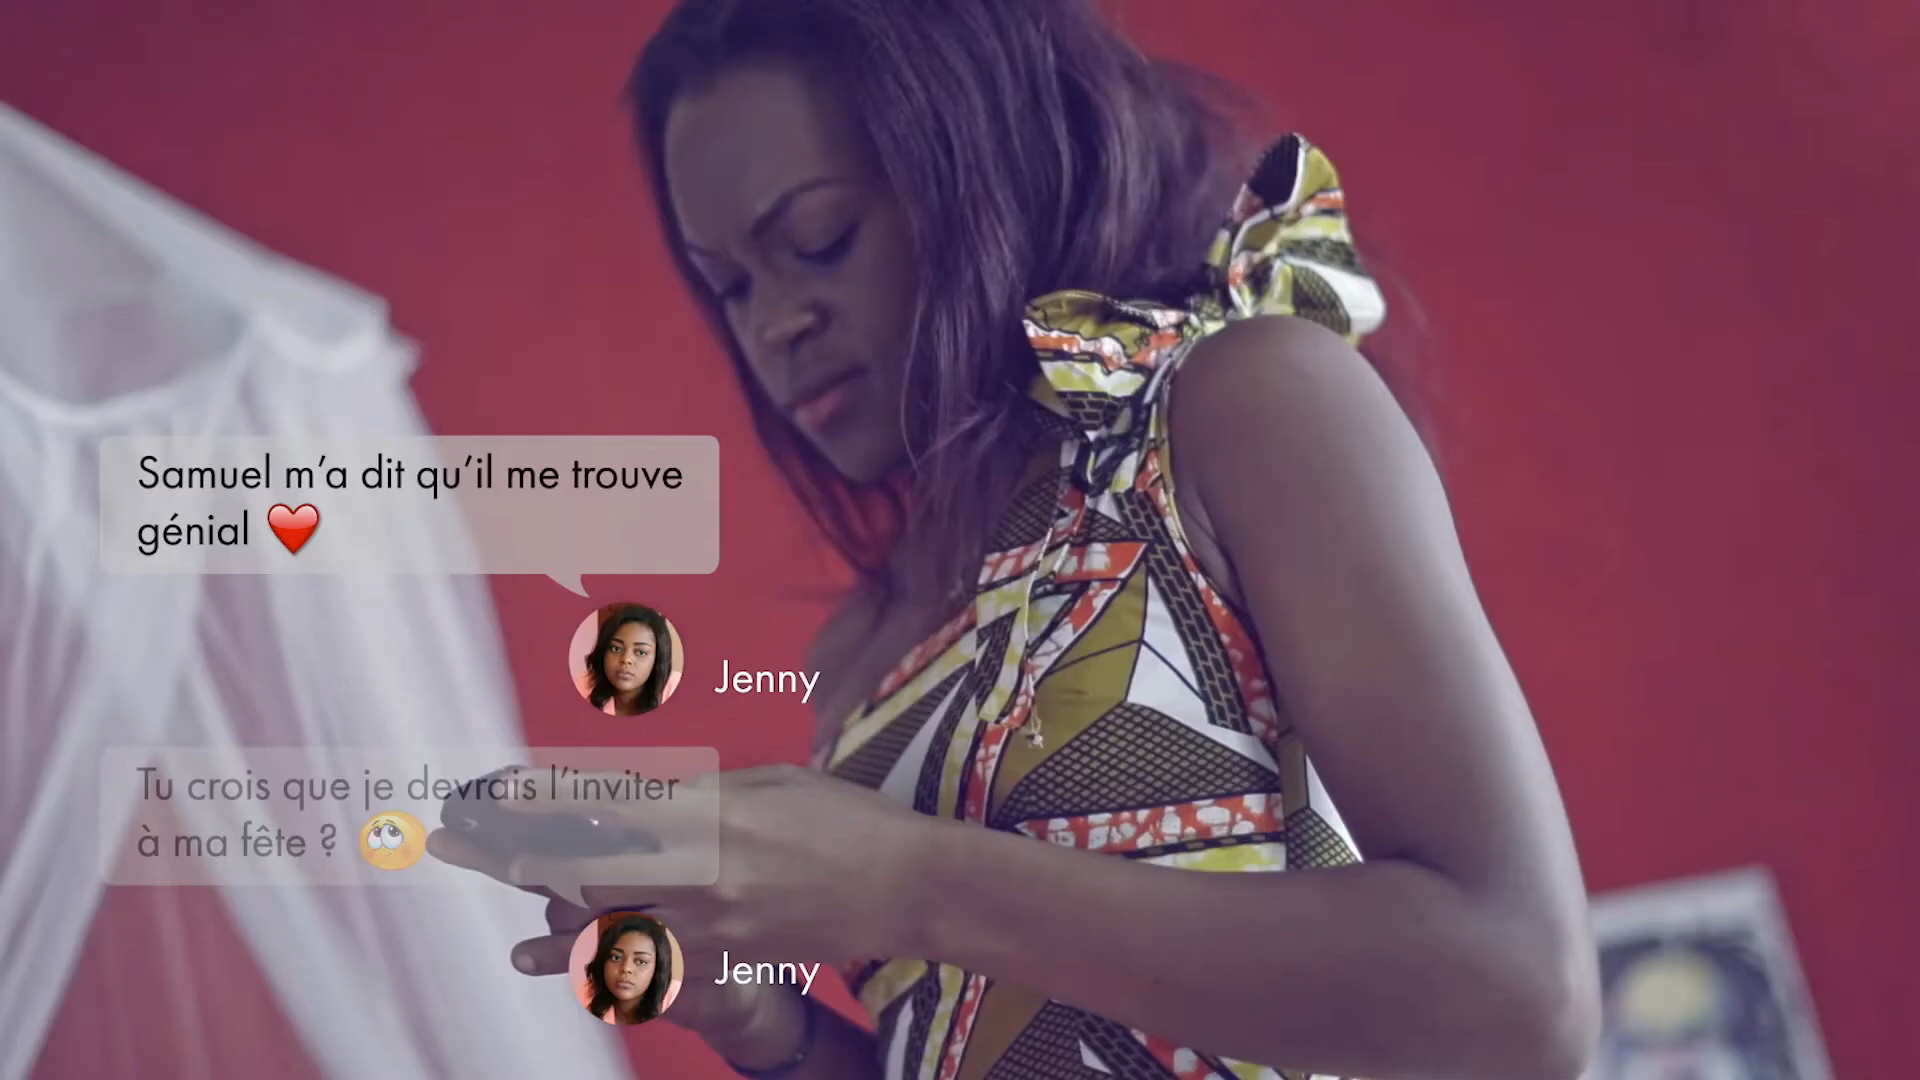 Samuel m’a dit qu’il me trouve
génial ❤️
Jenny
Tu crois que je devrais l’inviter
à ma fête ? 🙄
Jenny